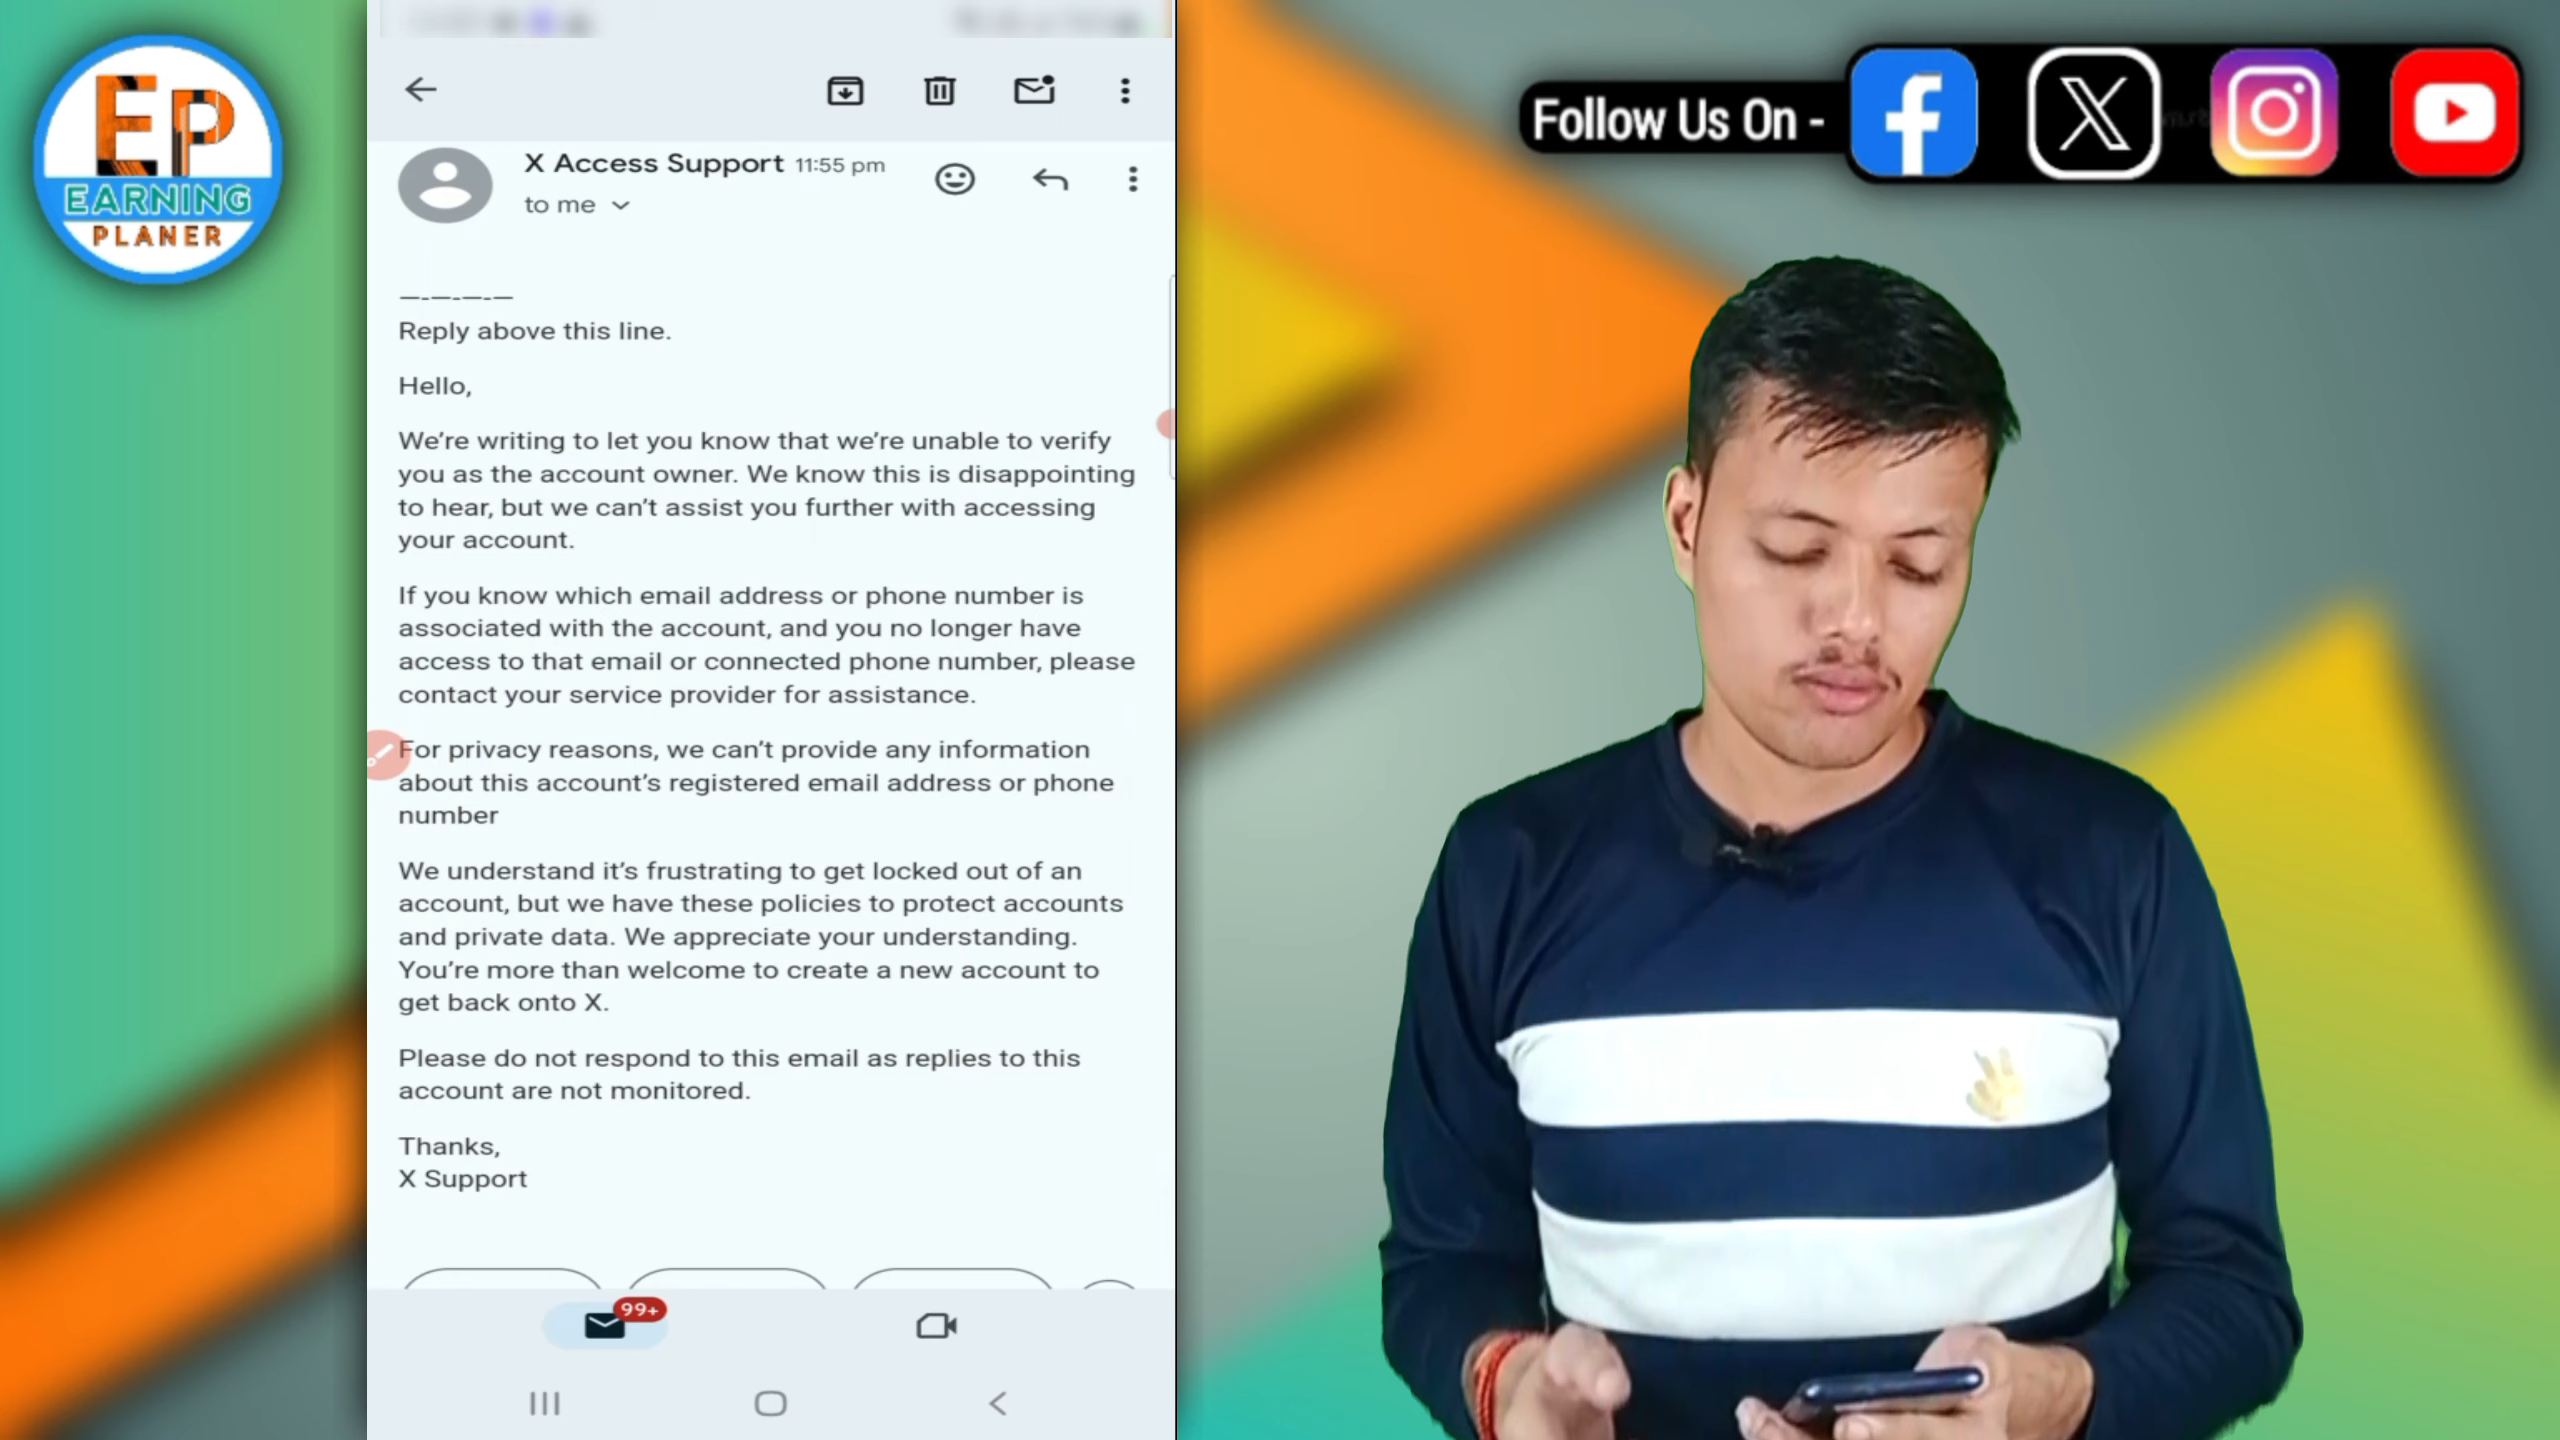 EP
EARNING
PLANER
Follow Us On -
X Access Support 11:55 pm
to me
—-—-—-—
Reply above this line.
Hello,
We’re writing to let you know that we’re unable to verify
you as the account owner. We know this is disappointing
to hear, but we can’t assist you further with accessing
your account.
If you know which email address or phone number is
associated with the account, and you no longer have
access to that email or connected phone number, please
contact your service provider for assistance.
For privacy reasons, we can’t provide any information
about this account’s registered email address or phone
number
We understand it’s frustrating to get locked out of an
account, but we have these policies to protect accounts
and private data. We appreciate your understanding.
You’re more than welcome to create a new account to
get back onto X.
Please do not respond to this email as replies to this
account are not monitored.
Thanks,
X Support
99+